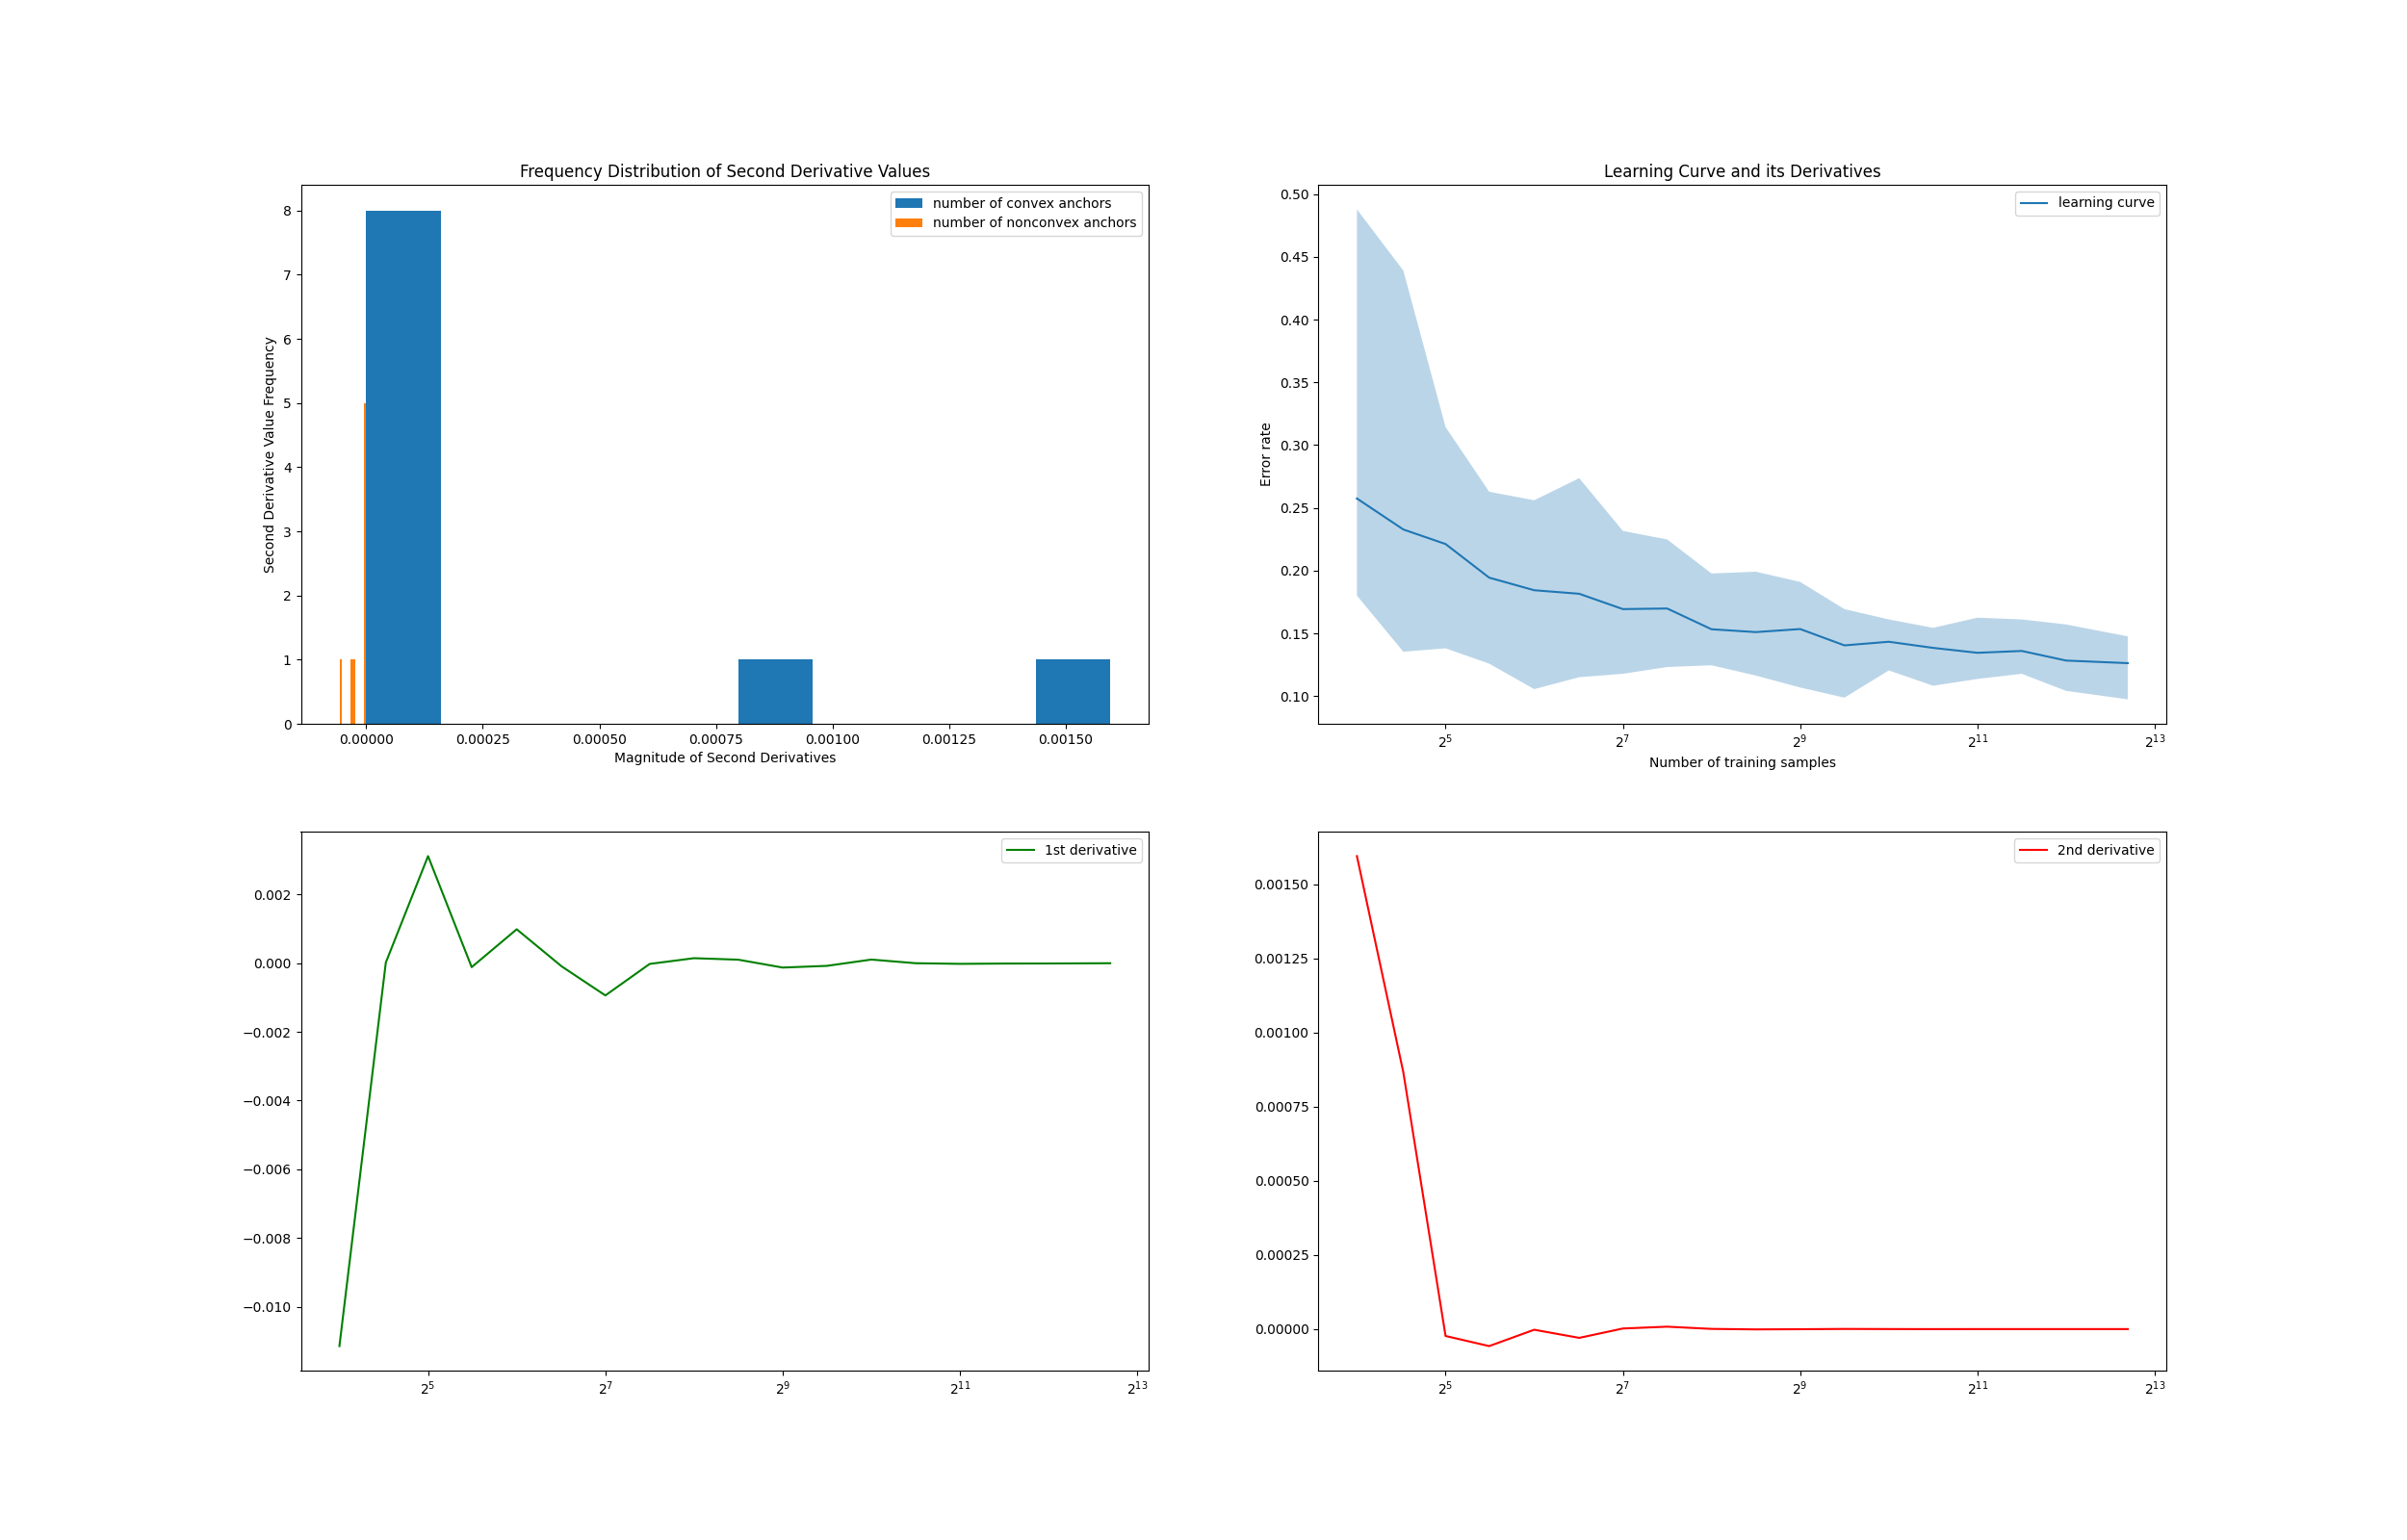 Frequency Distribution of Second Derivative Values
number of convex anchors
number of nonconvex anchors
Second Derivative Value Frequency
8
7
6
5
4
3
2
1
0
0.00000 0.00025 0.00050 0.00075 0.00100 0.00125 0.00150
Magnitude of Second Derivatives
Learning Curve and its Derivatives
learning curve
Error rate
0.50
0.45
0.40
0.35
0.30
0.25
0.20
0.15
0.10
2^5 2^7 2^9 2^11 2^13
Number of training samples
1st derivative
0.002
0.000
−0.002
−0.004
−0.006
−0.008
−0.010
2^5 2^7 2^9 2^11 2^13
2nd derivative
0.00150
0.00125
0.00100
0.00075
0.00050
0.00025
0.00000
2^5 2^7 2^9 2^11 2^13